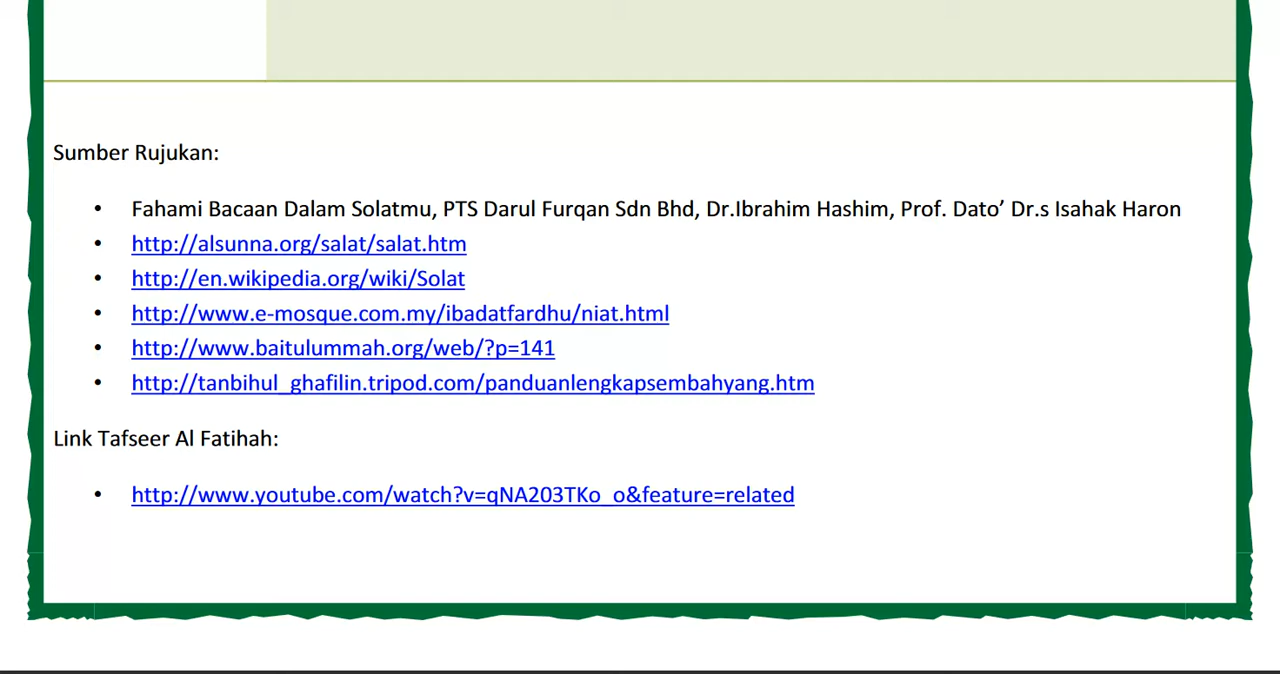 Sumber Rujukan:
• Fahami Bacaan Dalam Solatmu, PTS Darul Furqan Sdn Bhd, Dr.Ibrahim Hashim, Prof. Dato’ Dr.s Isahak Haron
• http://alsunna.org/salat/salat.htm
• http://en.wikipedia.org/wiki/Solat
• http://www.e-mosque.com.my/ibadatfardhu/niat.html
• http://www.baitulummah.org/web/?p=141
• http://tanbihul_ghafilin.tripod.com/panduanlengkapsembahyang.htm
Link Tafseer Al Fatihah:
• http://www.youtube.com/watch?v=qNA203TKo_o&feature=related